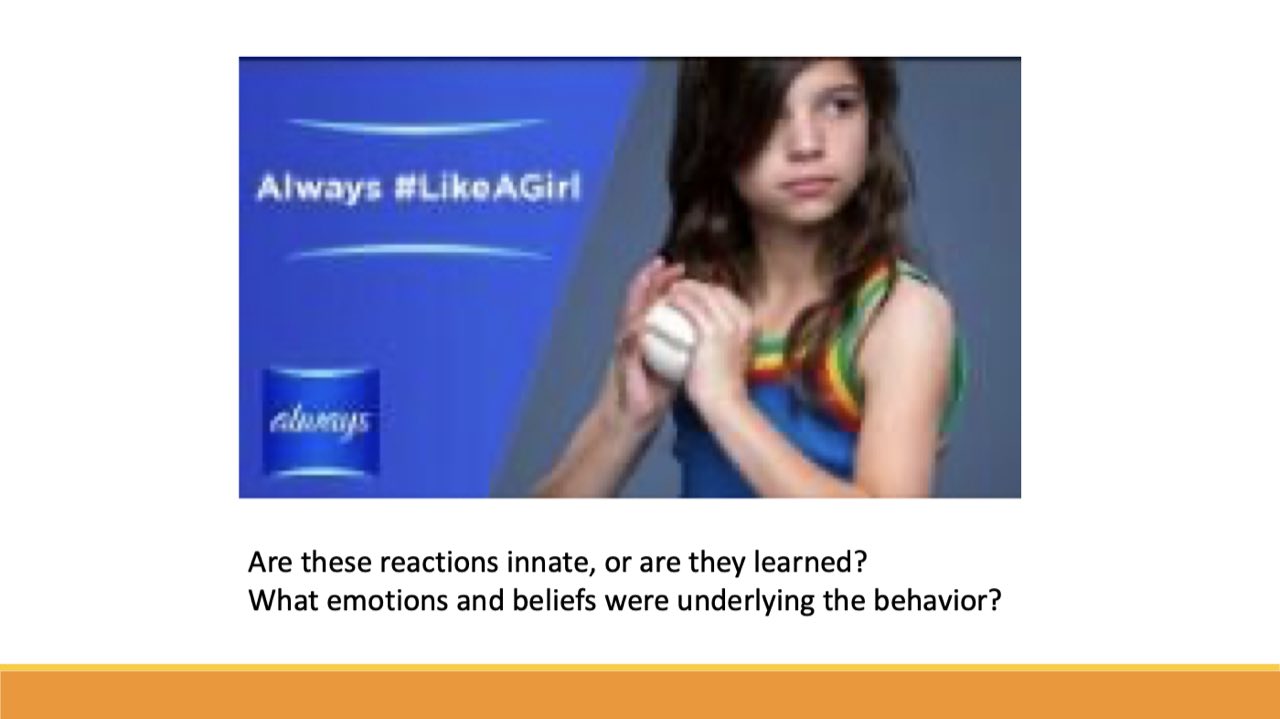 Always #LikeAGirl
always
Are these reactions innate, or are they learned?
What emotions and beliefs were underlying the behavior?